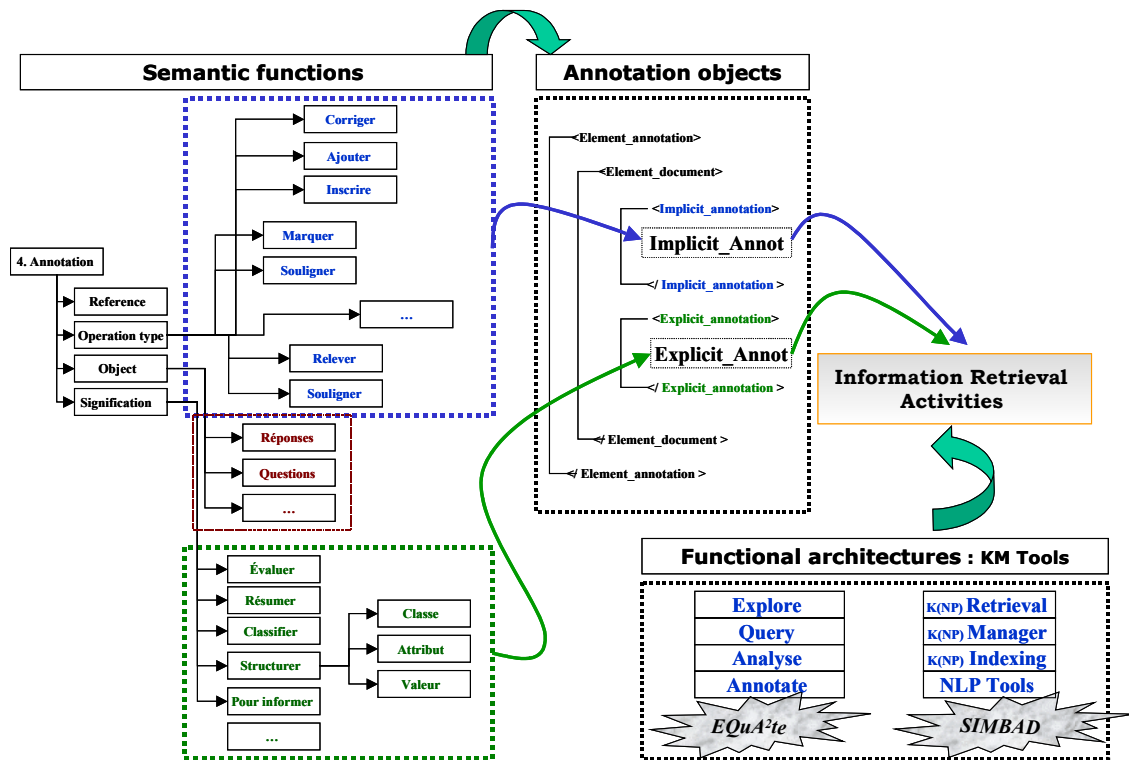 Semantic functions
Annotation objects
Corriger
Ajouter
Inscrire
Marquer
Souligner
...
Relever
Souligner
4. Annotation
Reference
Operation type
Object
Signification
Réponses
Questions
...
Évaluer
Résumer
Classifier
Structurer
Pour informer
...
Classe
Attribut
Valeur
<Element_annotation>
<Element_document>
<Implicit_annotation>
Implicit_Annot
</ Implicit_annotation >
<Explicit_annotation>
Explicit_Annot
</ Explicit_annotation >
</ Element_document >
</ Element_annotation >
Information Retrieval
Activities
Functional architectures : KM Tools
Explore
Query
Analyse
Annotate
EQuA²te
K(NP) Retrieval
K(NP) Manager
K(NP) Indexing
NLP Tools
SIMBAD